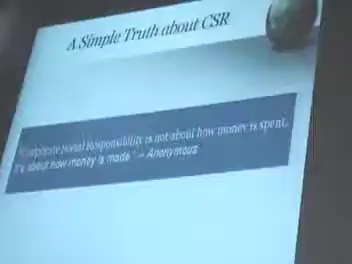 A Simple Truth about CSR
"Corporate Social Responsibility is not about how money is spent,
it's about how money is made" – Anonymous